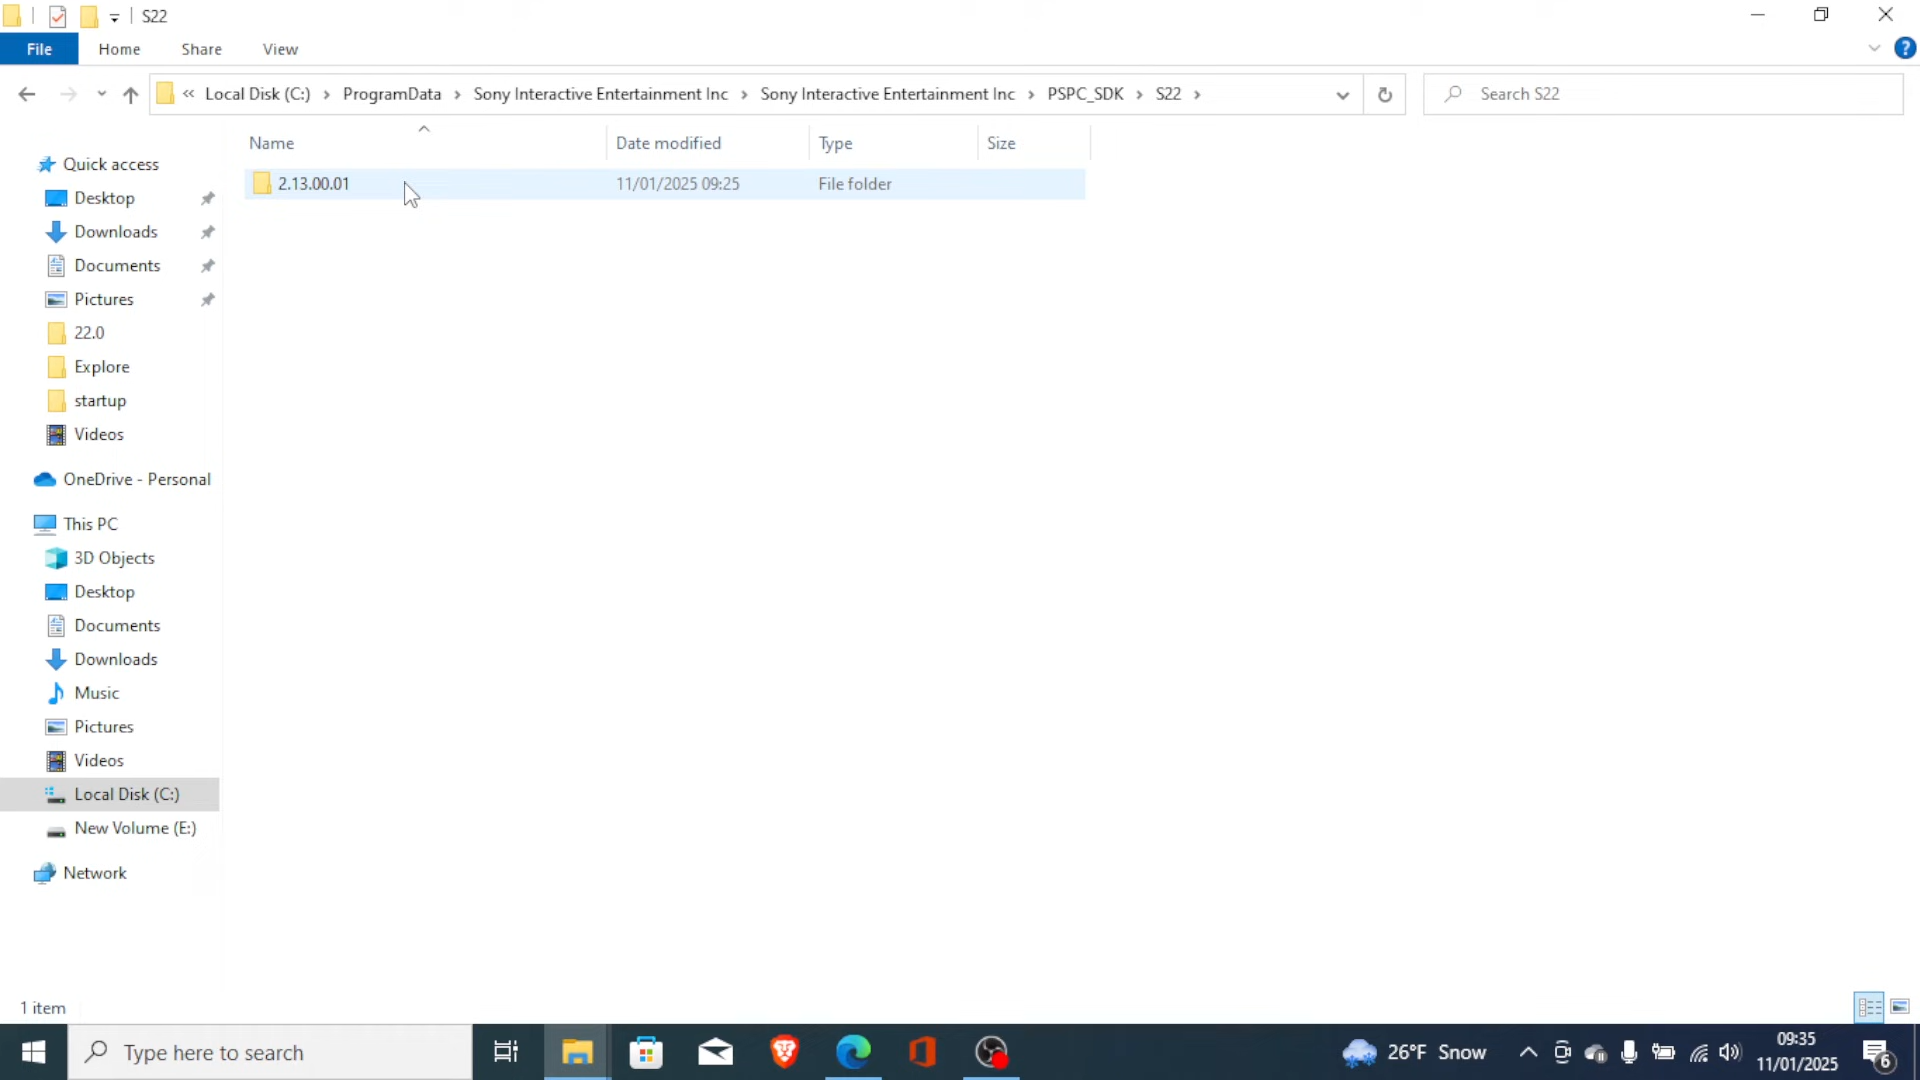 S22
File Home Share View
« Local Disk (C:) › ProgramData › Sony Interactive Entertainment Inc › Sony Interactive Entertainment Inc › PSPC_SDK › S22 ›
Search S22
Name Date modified Type Size
2.13.00.01 11/01/2025 09:25 File folder
Quick access
Desktop
Downloads
Documents
Pictures
22.0
Explore
startup
Videos
OneDrive - Personal
This PC
3D Objects
Desktop
Documents
Downloads
Music
Pictures
Videos
Local Disk (C:)
New Volume (E:)
Network
1 item
Type here to search
26°F Snow
09:35
11/01/2025
6